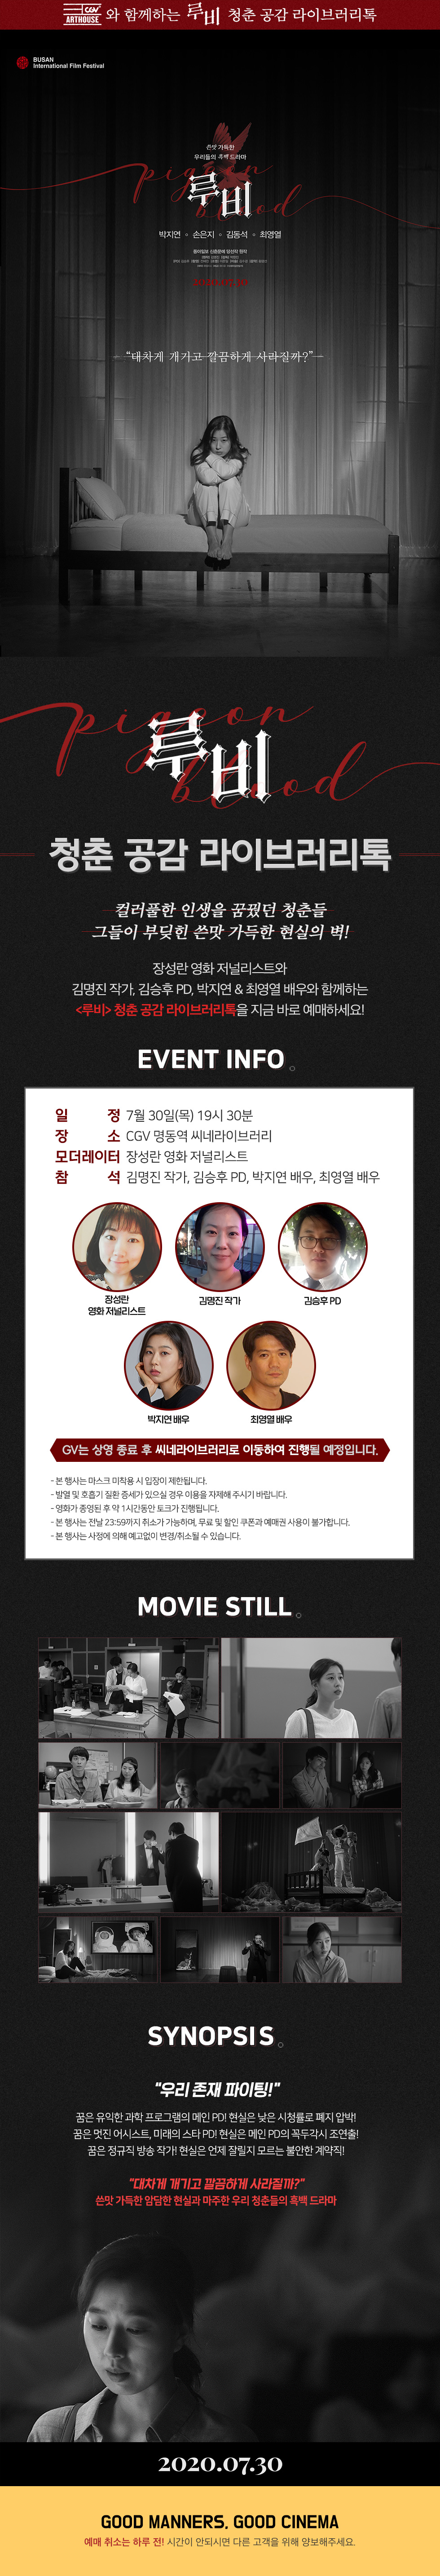 CGV
ARTHOUSE 와 함께하는 루비 청춘 공감 라이브러리톡
BUSAN
International Film Festival
쓴맛 가득한
우리들의 흑백 드라마
pigeon
루비
blood
박지연 손은지 김동석 최영열
동아일보 신춘문예 당선작 원작
“대차게 개기고 깔끔하게 사라질까?”
pigeon
루비
blood
청춘 공감 라이브러리톡
컬러풀한 인생을 꿈꿨던 청춘들
그들이 부딪힌 쓴맛 가득한 현실의 벽!
장성란 영화 저널리스트와
김명진 작가, 김승후 PD, 박지연 & 최영열 배우와 함께하는
<루비> 청춘 공감 라이브러리톡을 지금 바로 예매하세요!
EVENT INFO
일 정 7월 30일(목) 19시 30분
장 소 CGV 명동역 씨네라이브러리
모더레이터 장성란 영화 저널리스트
참 석 김명진 작가, 김승후 PD, 박지연 배우, 최영열 배우
장성란
영화 저널리스트
김명진 작가
김승후 PD
박지연 배우
최영열 배우
GV는 상영 종료 후 씨네라이브러리로 이동하여 진행될 예정입니다.
- 본 행사는 마스크 미착용 시 입장이 제한됩니다.
- 발열 및 호흡기 질환 증세가 있으실 경우 이용을 자제해 주시기 바랍니다.
- 영화가 종영된 후 약 1시간동안 토크가 진행됩니다.
- 본 행사는 전날 23:59까지 취소가 가능하며, 무료 및 할인 쿠폰과 예매권 사용이 불가합니다.
- 본 행사는 사정에 의해 예고없이 변경/취소될 수 있습니다.
MOVIE STILL
SYNOPSIS
"우리 존재 파이팅!"
꿈은 유익한 과학 프로그램의 메인 PD! 현실은 낮은 시청률로 폐지 압박!
꿈은 멋진 어시스트, 미래의 스타 PD! 현실은 메인 PD의 꼭두각시 조연출!
꿈은 정규직 방송 작가! 현실은 언제 잘릴지 모르는 불안한 계약직!
"대차게 개기고 깔끔하게 사라질까?"
쓴맛 가득한 암담한 현실과 마주한 우리 청춘들의 흑백 드라마
2020.07.30
GOOD MANNERS, GOOD CINEMA
예매 취소는 하루 전! 시간이 안되시면 다른 고객을 위해 양보해주세요.